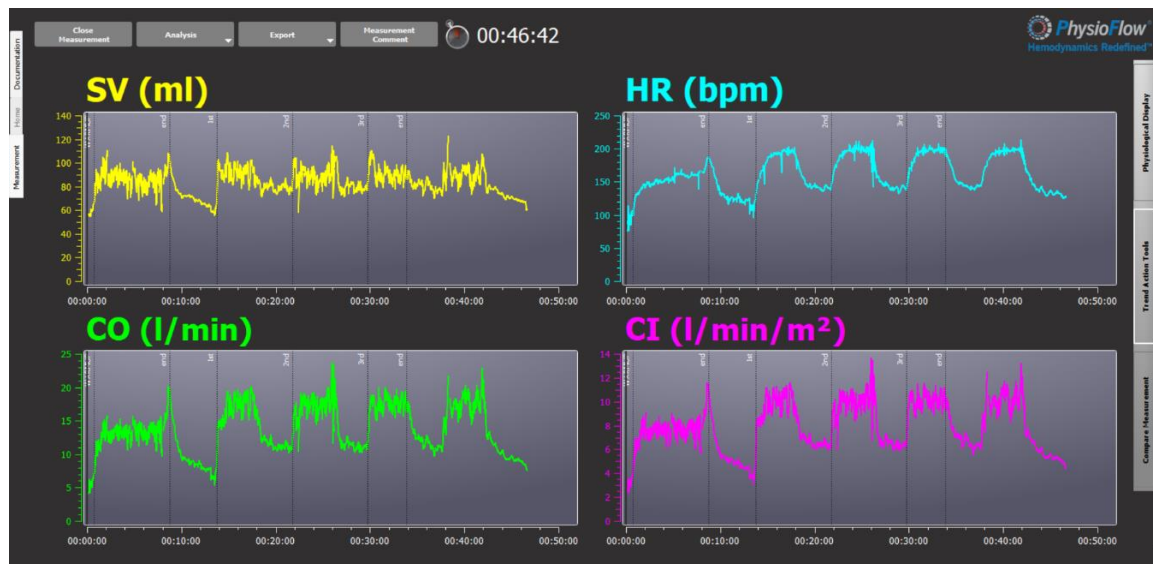 Close
Measurement
Analysis
Export
Measurement
Comment
00:46:42
PhysioFlow
Hemodynamics Redefined
Documentation
Home
Measurement
Physiological Display
Trend Action Tools
Compare Measurement
SV (ml)
140
120
100
80
60
40
20
0
end
1st
2nd
3rd
end
00:00:00 00:10:00 00:20:00 00:30:00 00:40:00 00:50:00
HR (bpm)
250
200
150
100
50
0
end
1st
2nd
3rd
end
00:00:00 00:10:00 00:20:00 00:30:00 00:40:00 00:50:00
CO (l/min)
25
20
15
10
5
0
end
1st
2nd
3rd
end
00:00:00 00:10:00 00:20:00 00:30:00 00:40:00 00:50:00
CI (l/min/m²)
14
12
10
8
6
4
2
0
end
1st
2nd
3rd
end
00:00:00 00:10:00 00:20:00 00:30:00 00:40:00 00:50:00